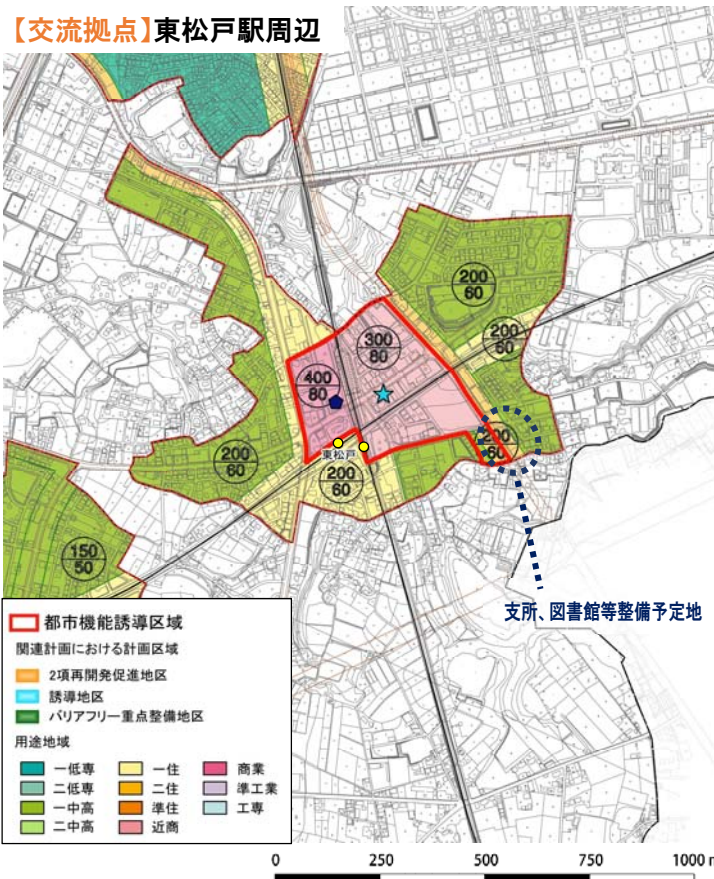 【交流拠点】東松戸駅周辺
200
60
200
60
300
80
400
80
200
60
東松戸
200
60
200
60
150
50
支所、図書館等整備予定地
都市機能誘導区域
関連計画における計画区域
2項再開発促進地区
誘導地区
バリアフリー重点整備地区
用途地域
一低専 一住 商業
二低専 二住 準工業
一中高 準住 工専
二中高 近商
0 250 500 750 1000 m